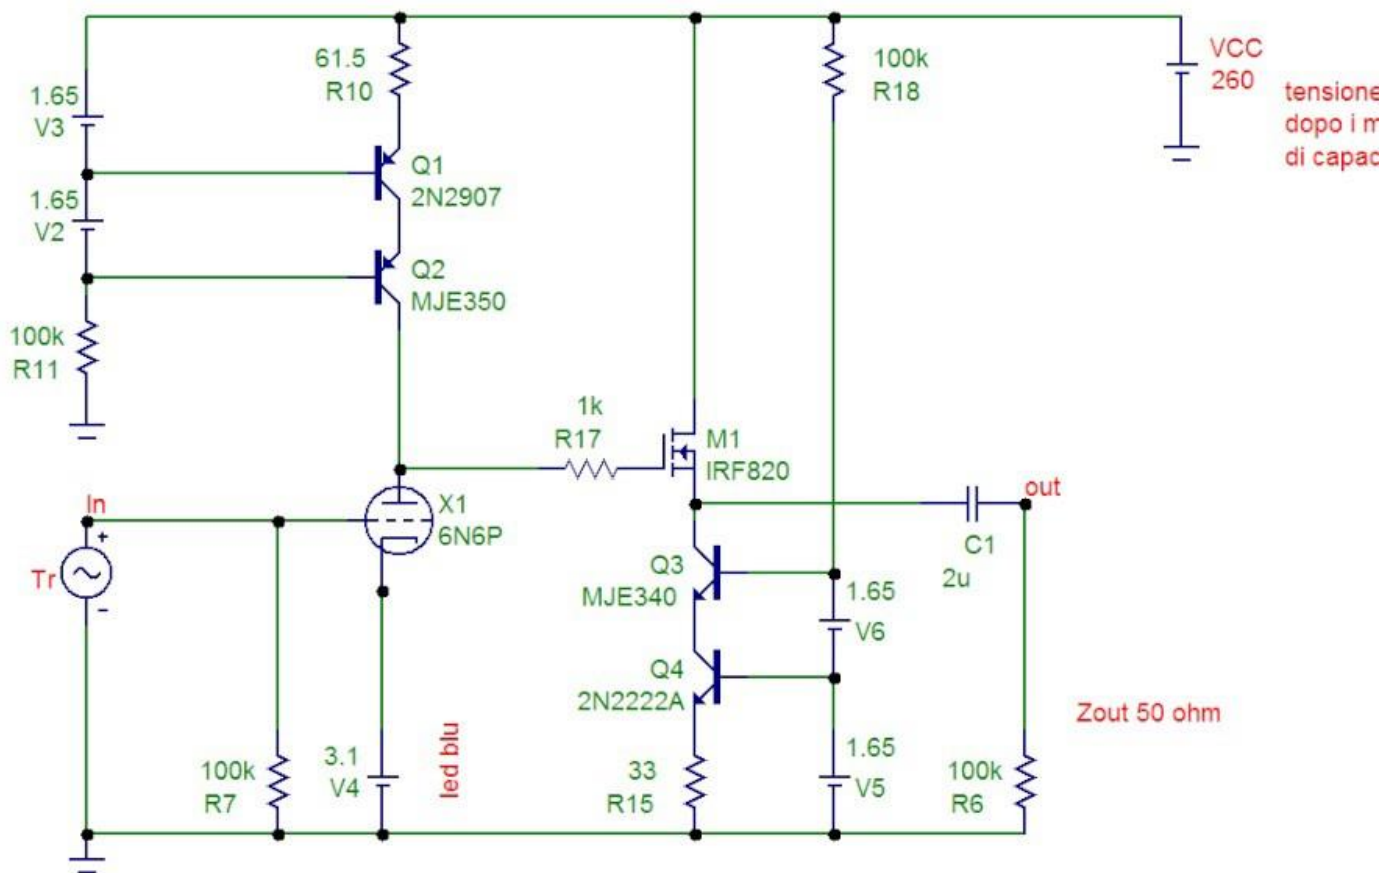 61.5
R10
100k
R18
VCC
260
tensione
dopo i m
di capac
1.65
V3
Q1
2N2907
1.65
V2
Q2
MJE350
100k
R11
1k
R17
M1
IRF820
In
X1
6N6P
out
Tr
+
-
Q3
MJE340
C1
2u
1.65
V6
Q4
2N2222A
Zout 50 ohm
100k
R7
3.1
V4
led blu
33
R15
1.65
V5
100k
R6